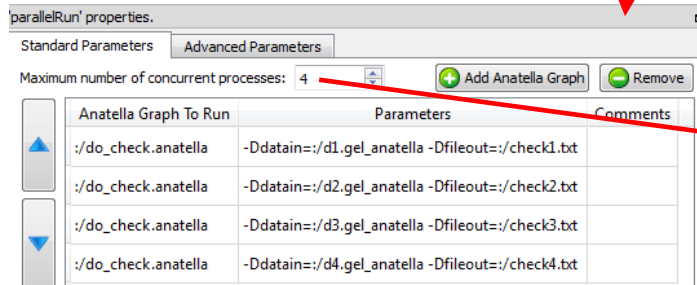 'parallelRun' properties.
Standard Parameters Advanced Parameters
Maximum number of concurrent processes: 4 Add Anatella Graph Remove
Anatella Graph To Run Parameters Comments
:/do_check.anatella -Ddatain=:/d1.gel_anatella -Dfileout=:/check1.txt
:/do_check.anatella -Ddatain=:/d2.gel_anatella -Dfileout=:/check2.txt
:/do_check.anatella -Ddatain=:/d3.gel_anatella -Dfileout=:/check3.txt
:/do_check.anatella -Ddatain=:/d4.gel_anatella -Dfileout=:/check4.txt